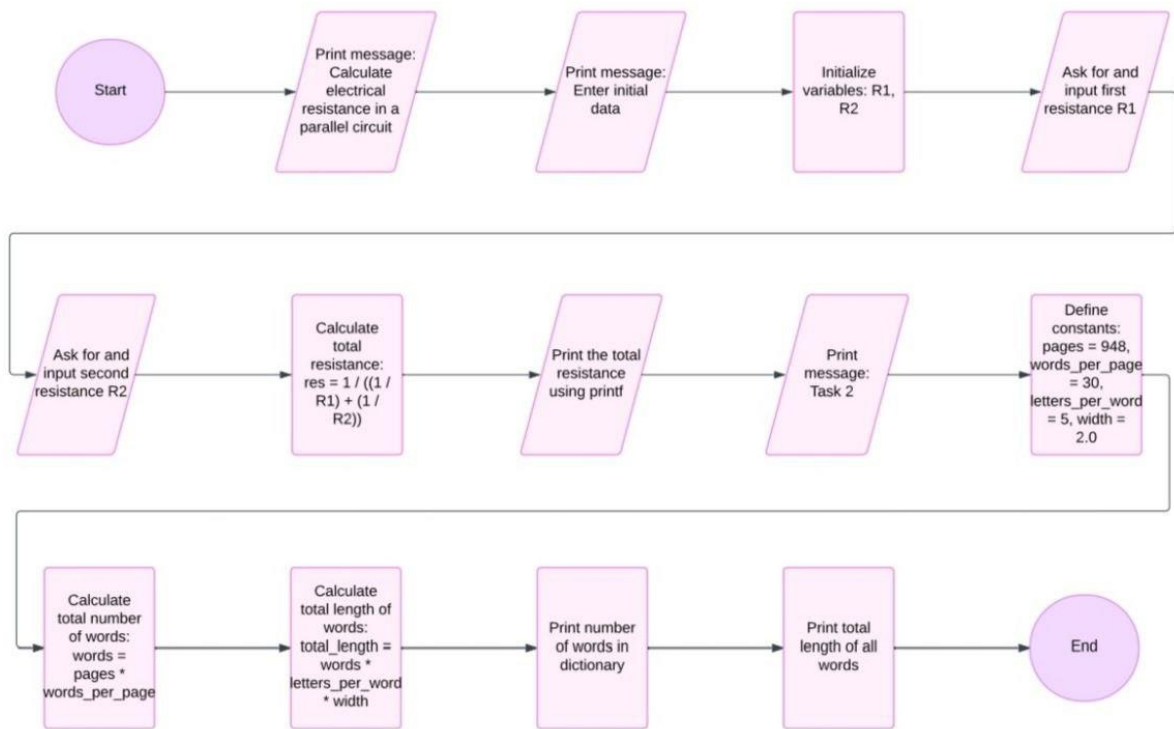 Start
Print message:
Calculate
electrical
resistance in a
parallel circuit
Print message:
Enter initial
data
Initialize
variables: R1,
R2
Ask for and
input first
resistance R1
Ask for and
input second
resistance R2
Calculate
total
resistance:
res = 1 / ((1 /
R1) + (1 /
R2))
Print the total
resistance
using printf
Print
message:
Task 2
Define
constants:
pages = 948,
words_per_page
= 30,
letters_per_word
= 5, width =
2.0
Calculate
total number
of words:
words =
pages *
words_per_page
Calculate
total length of
words:
total_length =
words *
letters_per_word
* width
Print number
of words in
dictionary
Print total
length of all
words
End